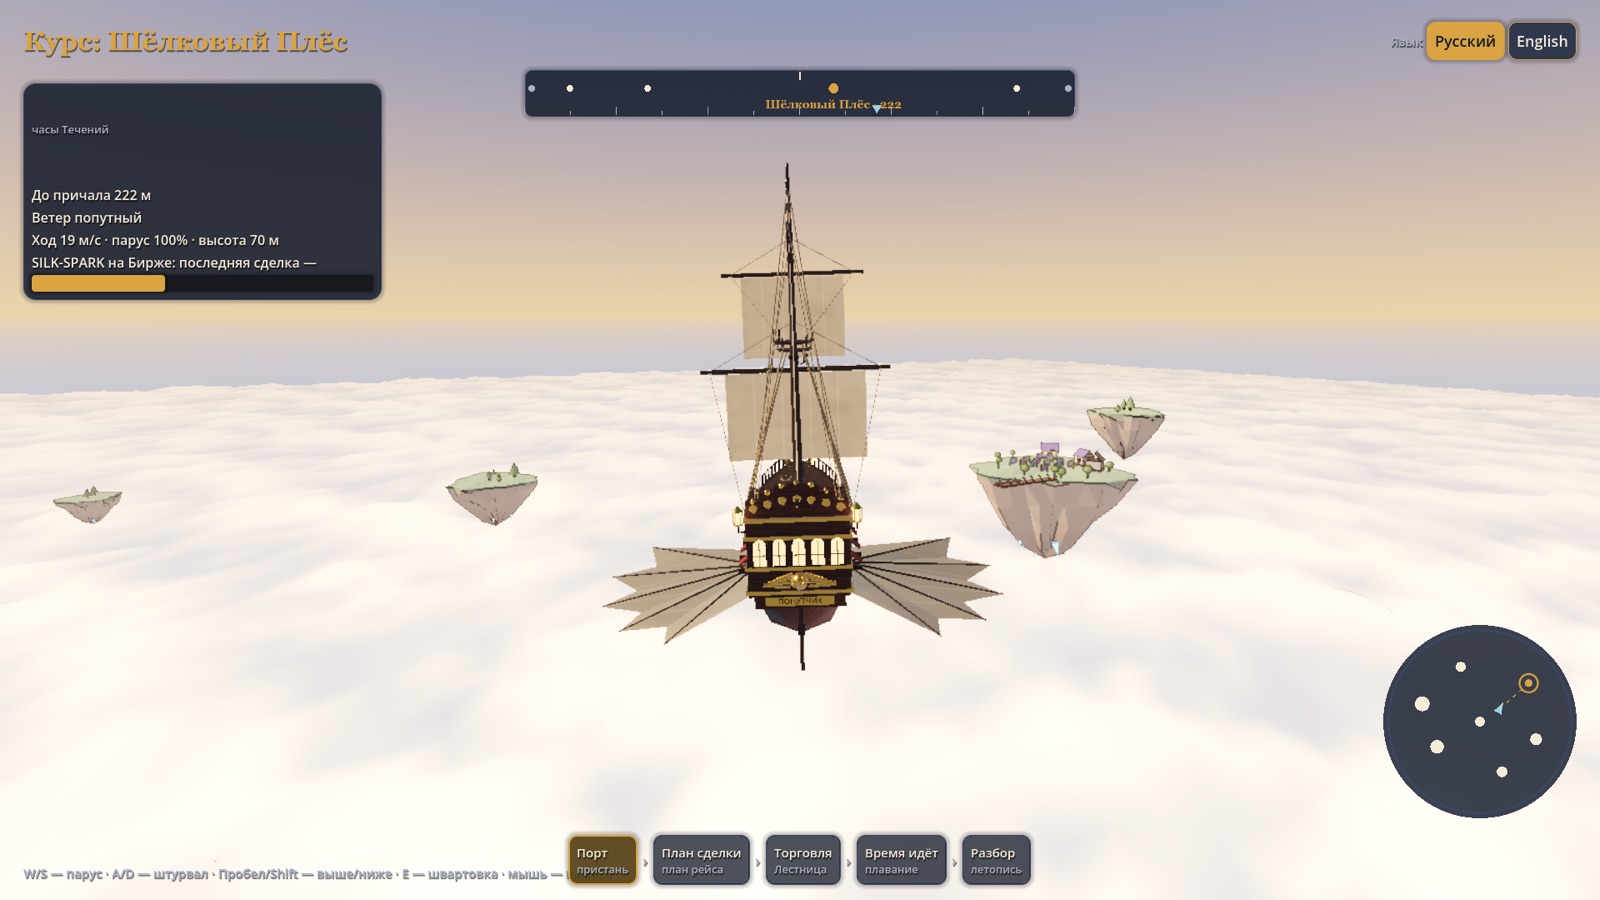 Курс: Шёлковый Плёс
Язык
Русский
English
Шёлковый Плёс 222
часы Течений
До причала 222 м
Ветер попутный
Ход 19 м/с · парус 100% · высота 70 м
SILK-SPARK на Бирже: последняя сделка —
ПОПУТЧИК
Порт
пристань
›
План сделки
план рейса
›
Торговля
Лестница
›
Время идёт
плавание
›
Разбор
летопись
W/S — парус · A/D — штурвал · Пробел/Shift — выше/ниже · E — швартовка · мышь —